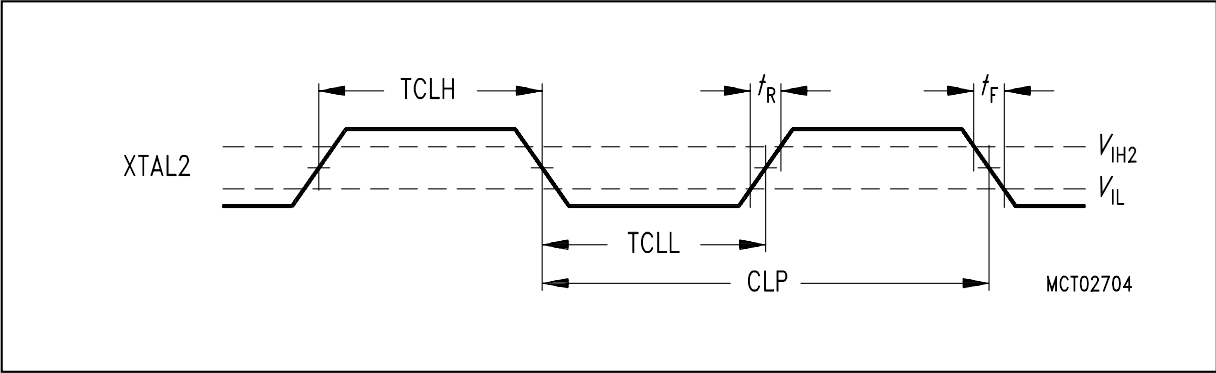 TCLH
tR
tF
XTAL2
VIH2
VIL
TCLL
CLP
MCT02704